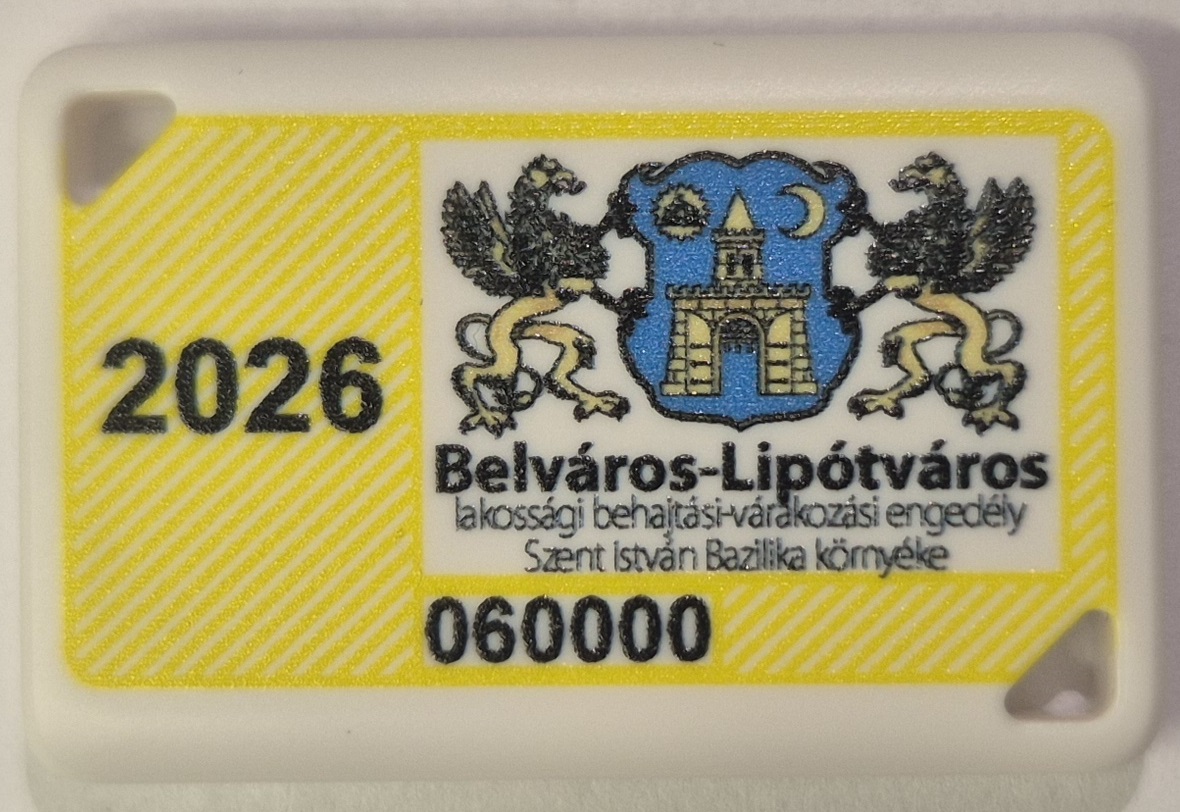 2026
Belváros-Lipótváros
lakossági behajtási-várakozási engedély
Szent István Bazilika környéke
060000